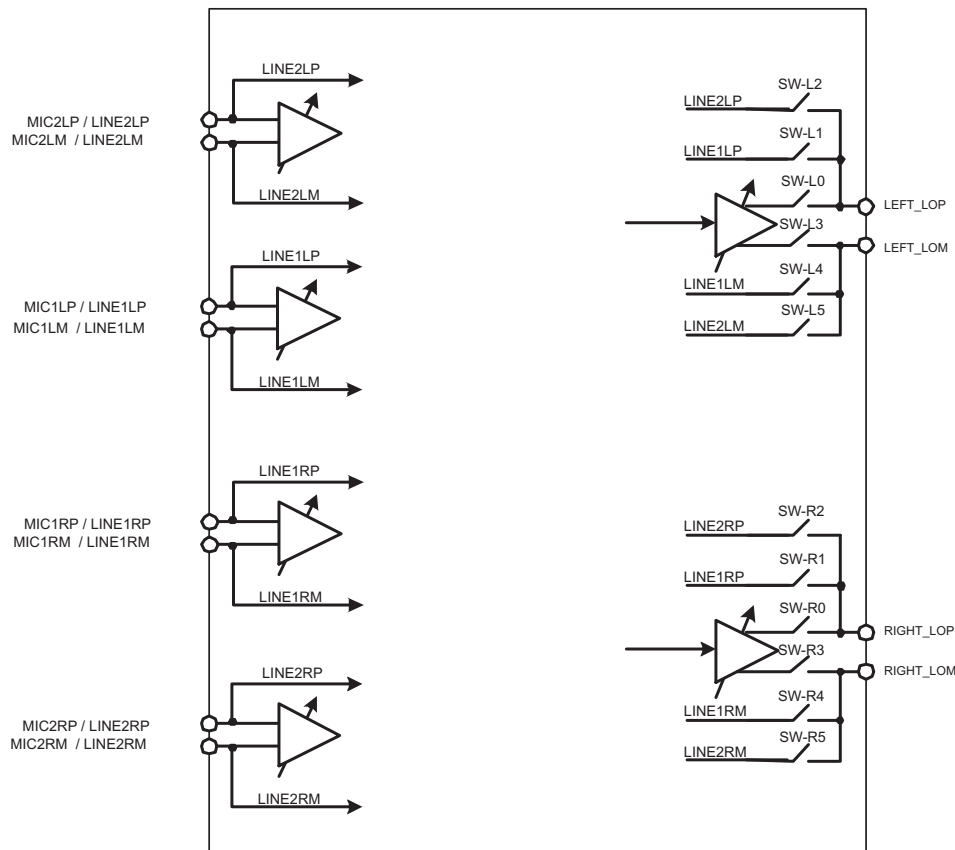 LINE2LP
MIC2LP / LINE2LP
MIC2LM / LINE2LM
LINE2LM
LINE1LP
MIC1LP / LINE1LP
MIC1LM / LINE1LM
LINE1LM
LINE1RP
MIC1RP / LINE1RP
MIC1RM / LINE1RM
LINE1RM
LINE2RP
MIC2RP / LINE2RP
MIC2RM / LINE2RM
LINE2RM
SW-L2
LINE2LP
SW-L1
LINE1LP
SW-L0
LEFT_LOP
SW-L3
LEFT_LOM
SW-L4
LINE1LM
SW-L5
LINE2LM
SW-R2
LINE2RP
SW-R1
LINE1RP
SW-R0
RIGHT_LOP
SW-R3
RIGHT_LOM
SW-R4
LINE1RM
SW-R5
LINE2RM